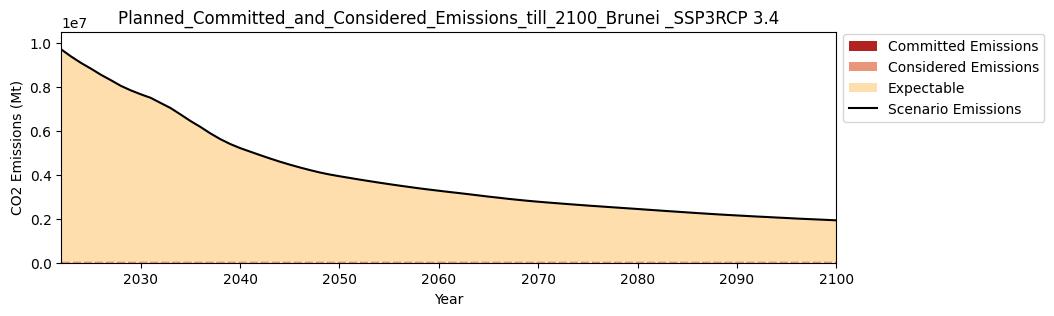 Planned_Committed_and_Considered_Emissions_till_2100_Brunei _SSP3RCP 3.4
1e7
1.0
0.8
0.6
0.4
0.2
0.0
CO2 Emissions (Mt)
2030 2040 2050 2060 2070 2080 2090 2100
Year
Committed Emissions
Considered Emissions
Expectable
Scenario Emissions